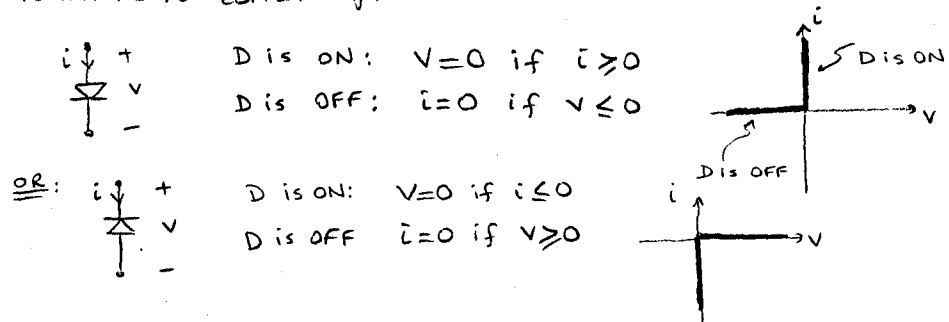 i + D is ON: V=0 if i≥0
v
- D is OFF: i=0 if v≤0
i
D is ON
v
D is OFF
OR: i + D is ON: V=0 if i≤0
v
- D is OFF i=0 if v≥0
i
v